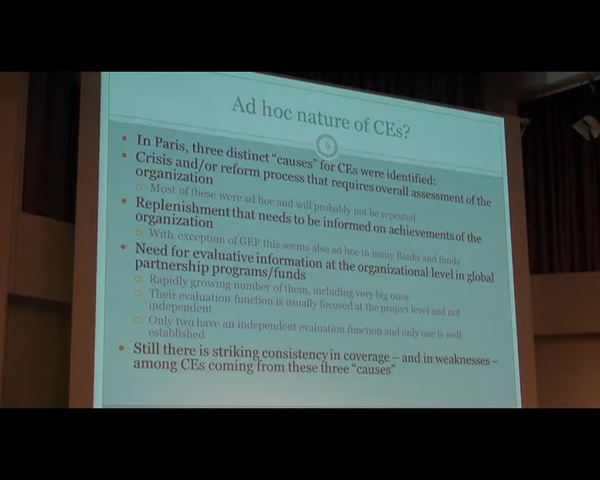 Ad hoc nature of CEs?
6
• In Paris, three distinct "causes" for CEs were identified:
• Crisis and/or reform process that requires overall assessment of the
organization
○ Most of these were ad hoc and will probably not be repeated
• Replenishment that needs to be informed on achievements of the
organization
○ With exception of GEF this seems also ad hoc in many Banks and funds
• Need for evaluative information at the organizational level in global
partnership programs/funds
○ Rapidly growing number of them, including very big ones
○ Their evaluation function is usually focused at the project level and not
independent
○ Only two have an independent evaluation function and only one is well
established
• Still there is striking consistency in coverage – and in weaknesses –
among CEs coming from these three "causes"